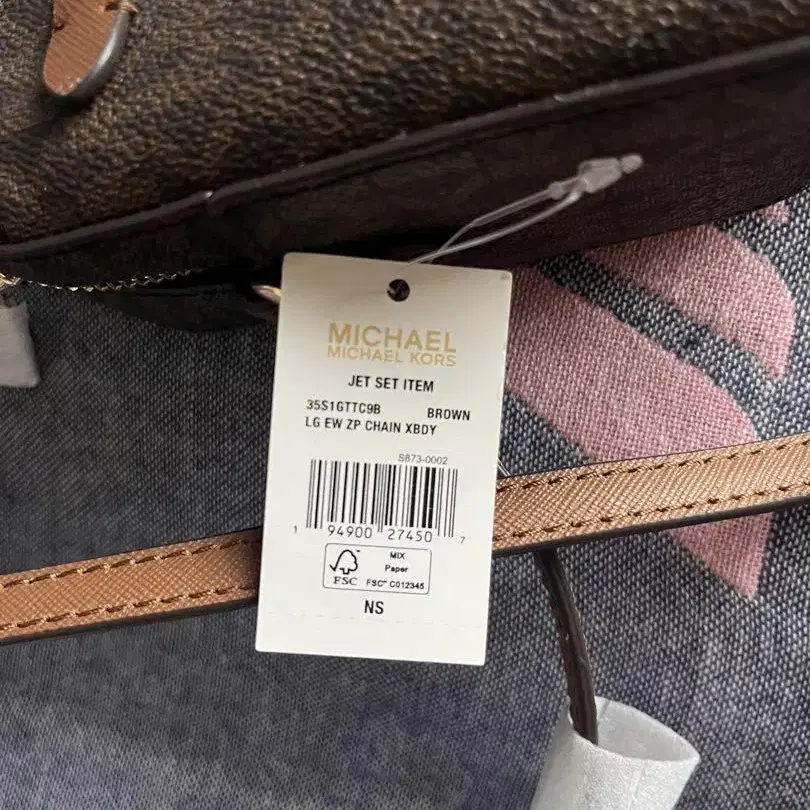 MICHAEL
MICHAEL KORS
JET SET ITEM
35S1GTTC9B BROWN
LG EW ZP CHAIN XBDY
S873-0002
1 94900 27450 7
MIX
Paper
FSC FSC™ C012345
NS